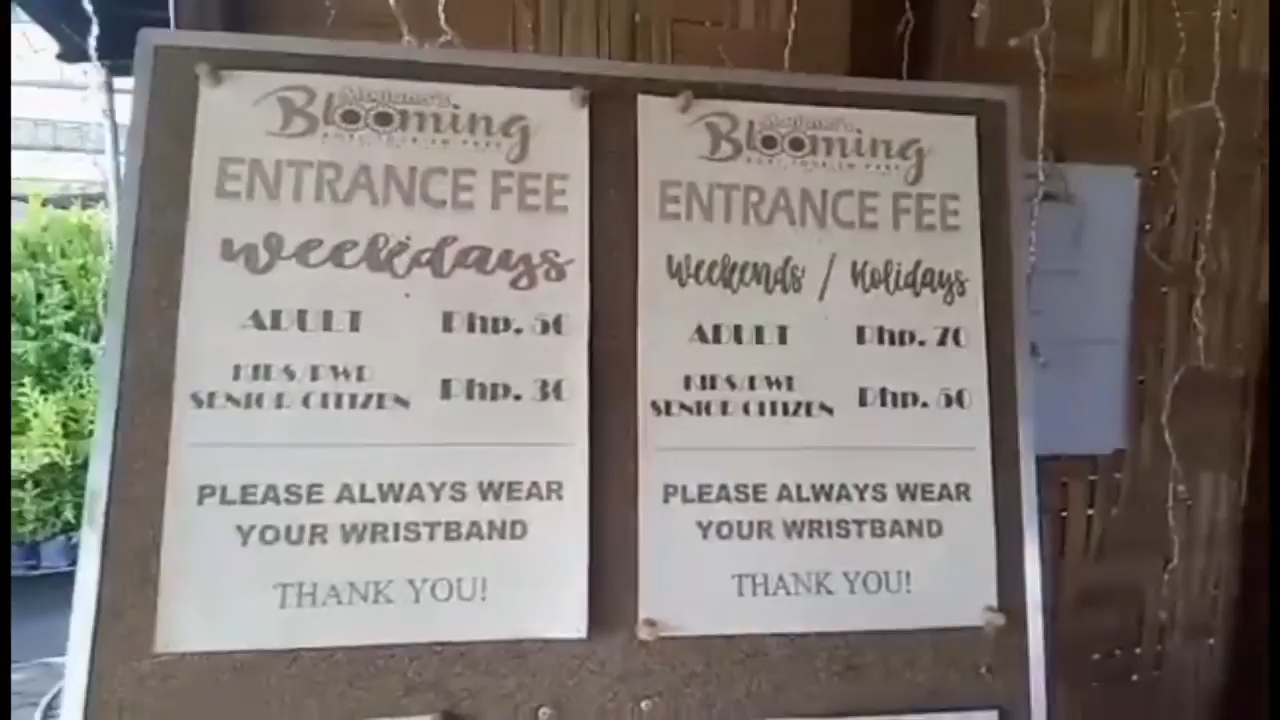 Blooming
ENTRANCE FEE
weekdays
ADULT Php. 50
KIDS/PWD
SENIOR CITIZEN Php. 30
PLEASE ALWAYS WEAR
YOUR WRISTBAND
THANK YOU!
Blooming
ENTRANCE FEE
Weekends / Holidays
ADULT Php. 70
KIDS/PWD
SENIOR CITIZEN Php. 50
PLEASE ALWAYS WEAR
YOUR WRISTBAND
THANK YOU!